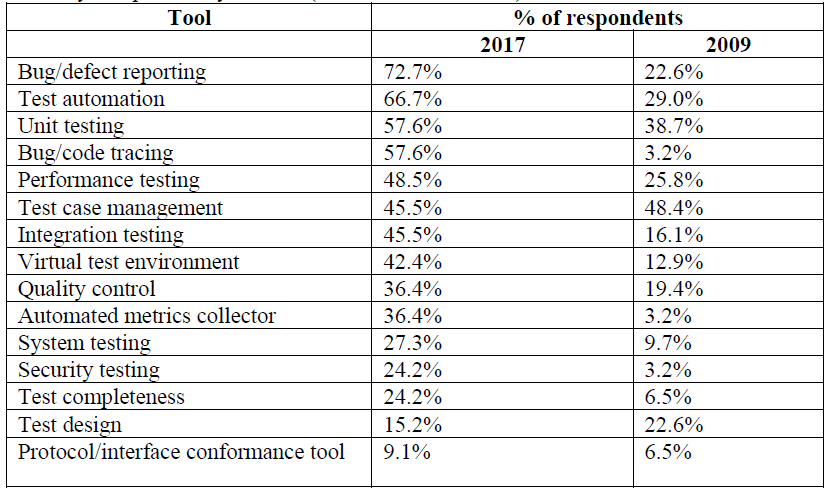 Tool % of respondents
2017 2009
Bug/defect reporting 72.7% 22.6%
Test automation 66.7% 29.0%
Unit testing 57.6% 38.7%
Bug/code tracing 57.6% 3.2%
Performance testing 48.5% 25.8%
Test case management 45.5% 48.4%
Integration testing 45.5% 16.1%
Virtual test environment 42.4% 12.9%
Quality control 36.4% 19.4%
Automated metrics collector 36.4% 3.2%
System testing 27.3% 9.7%
Security testing 24.2% 3.2%
Test completeness 24.2% 6.5%
Test design 15.2% 22.6%
Protocol/interface conformance tool 9.1% 6.5%